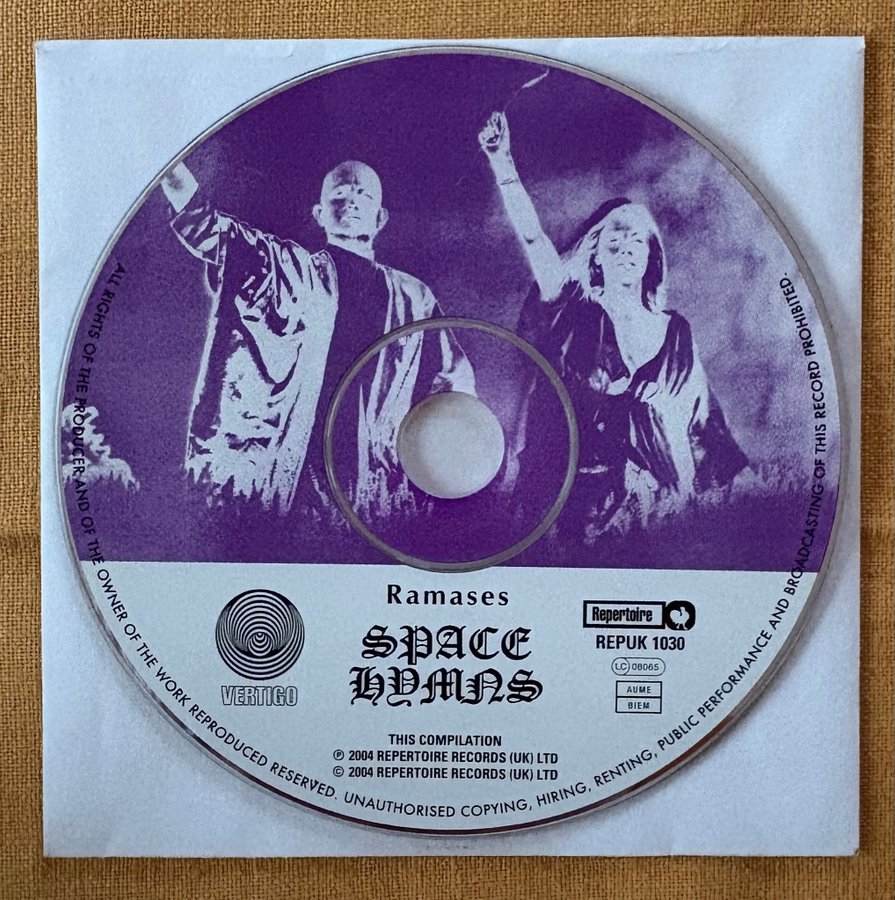 Ramases
SPACE
HYMNS
VERTIGO
Repertoire
REPUK 1030
LC 08065
AUME
BIEM
THIS COMPILATION
℗ 2004 REPERTOIRE RECORDS (UK) LTD
© 2004 REPERTOIRE RECORDS (UK) LTD
ALL RIGHTS OF THE PRODUCER AND OF THE OWNER OF THE WORK REPRODUCED RESERVED. UNAUTHORISED COPYING, HIRING, RENTING, PUBLIC PERFORMANCE AND BROADCASTING OF THIS RECORD PROHIBITED.